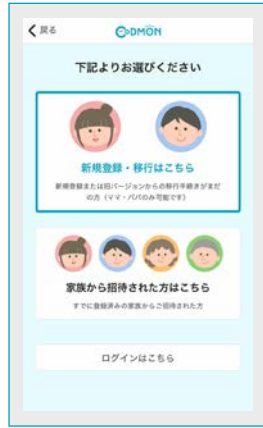 戻る
ODMON
下記よりお選びください
新規登録・移行はこちら
新規登録または旧バージョンからの移行手続きがまだ
の方（ママ・パパのみ可能です）
家族から招待された方はこちら
すでに登録済みの家族からご招待された方
ログインはこちら